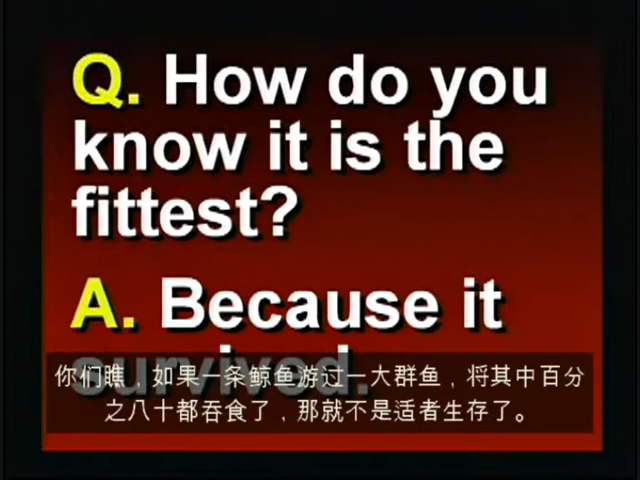 Q. How do you
know it is the
fittest?
A. Because it
survived.
你们瞧，如果一条鲸鱼游过一大群鱼，将其中百分
之八十都吞食了，那就不是适者生存了。